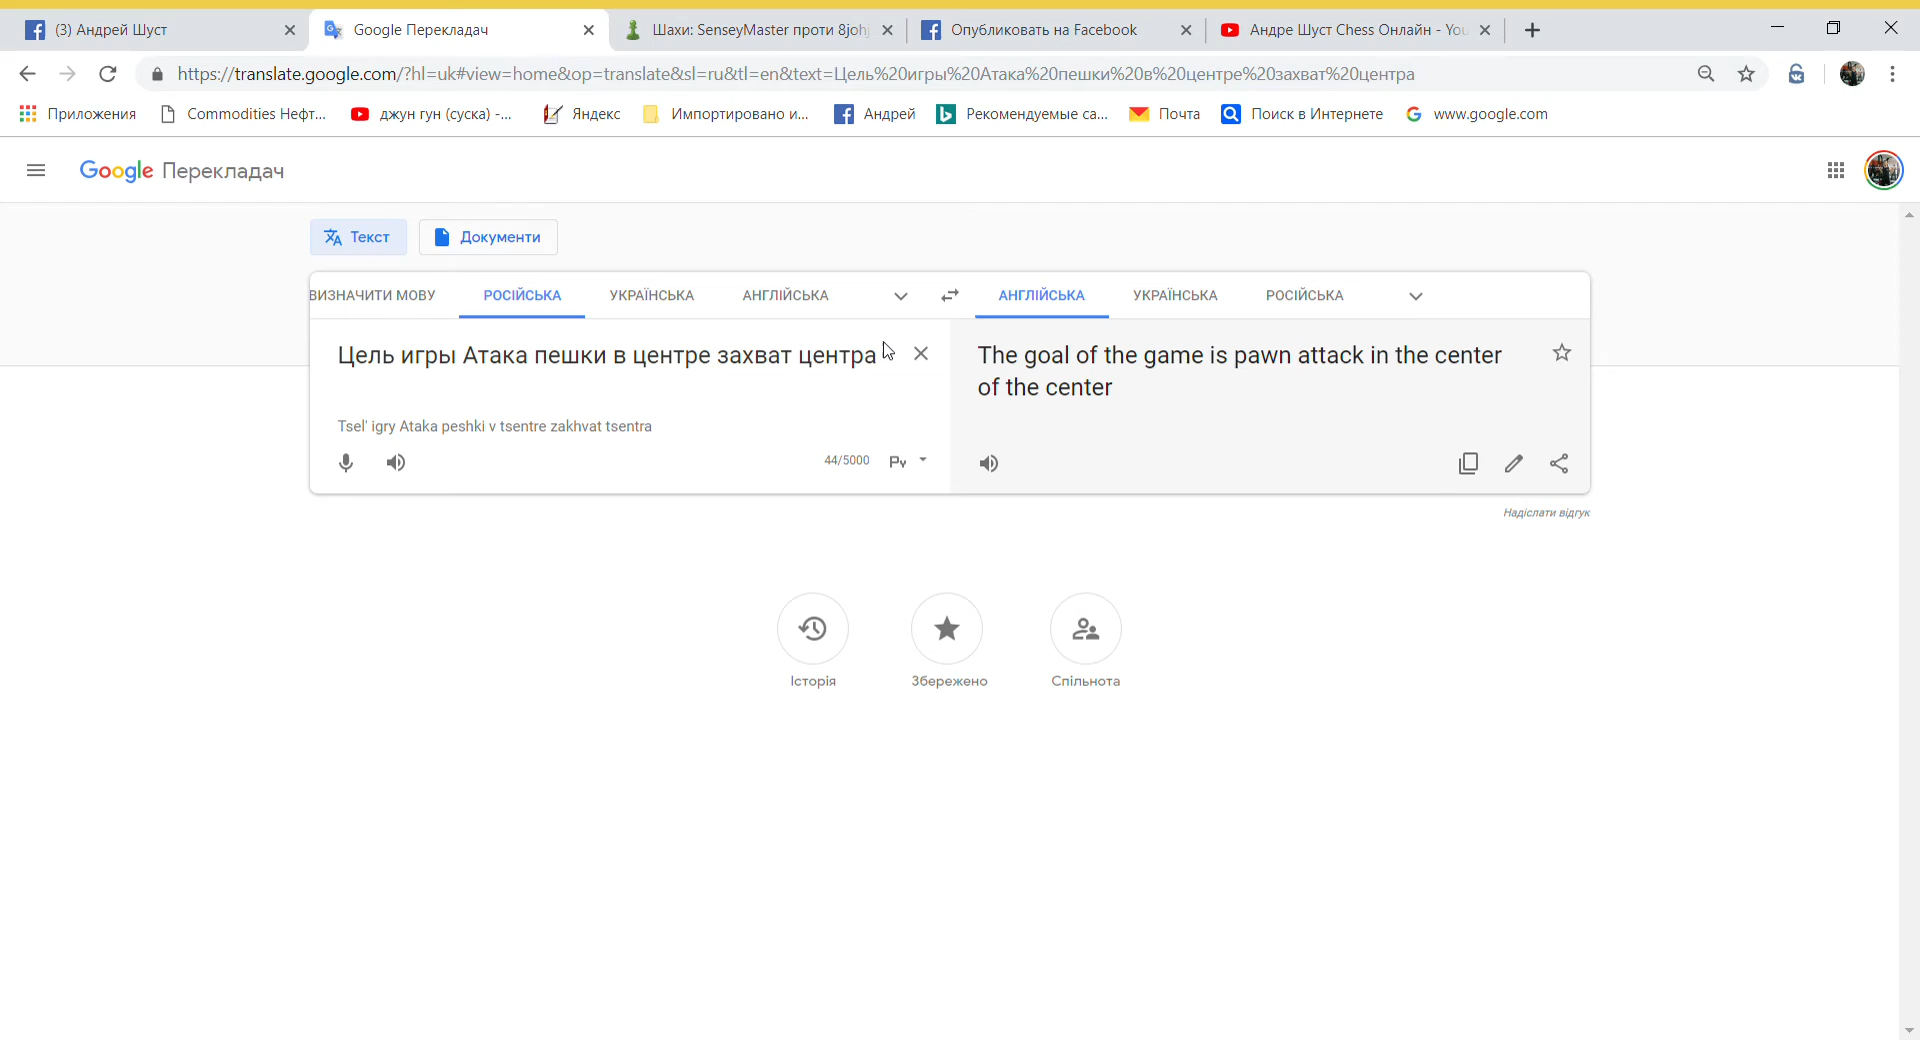 (3) Андрей Шуст
Google Перекладач
Шахи: SenseyMaster проти 8joh
Опубликовать на Facebook
Андре Шуст Chess Онлайн - You
https://translate.google.com/?hl=uk#view=home&op=translate&sl=ru&tl=en&text=Цель%20игры%20Атака%20пешки%20в%20центре%20захват%20центра
Приложения
Commodities Нефт...
джун гун (суска) -...
Яндекс
Импортировано и...
Андрей
Рекомендуемые са...
Почта
Поиск в Интернете
www.google.com
Google Перекладач
Текст
Документи
ВИЗНАЧИТИ МОВУ
РОСІЙСЬКА
УКРАЇНСЬКА
АНГЛІЙСЬКА
АНГЛІЙСЬКА
УКРАЇНСЬКА
РОСІЙСЬКА
Цель игры Атака пешки в центре захват центра
Tsel' igry Ataka peshki v tsentre zakhvat tsentra
44/5000
Ру
The goal of the game is pawn attack in the center
of the center
Надіслати відгук
Історія
Збережено
Спільнота